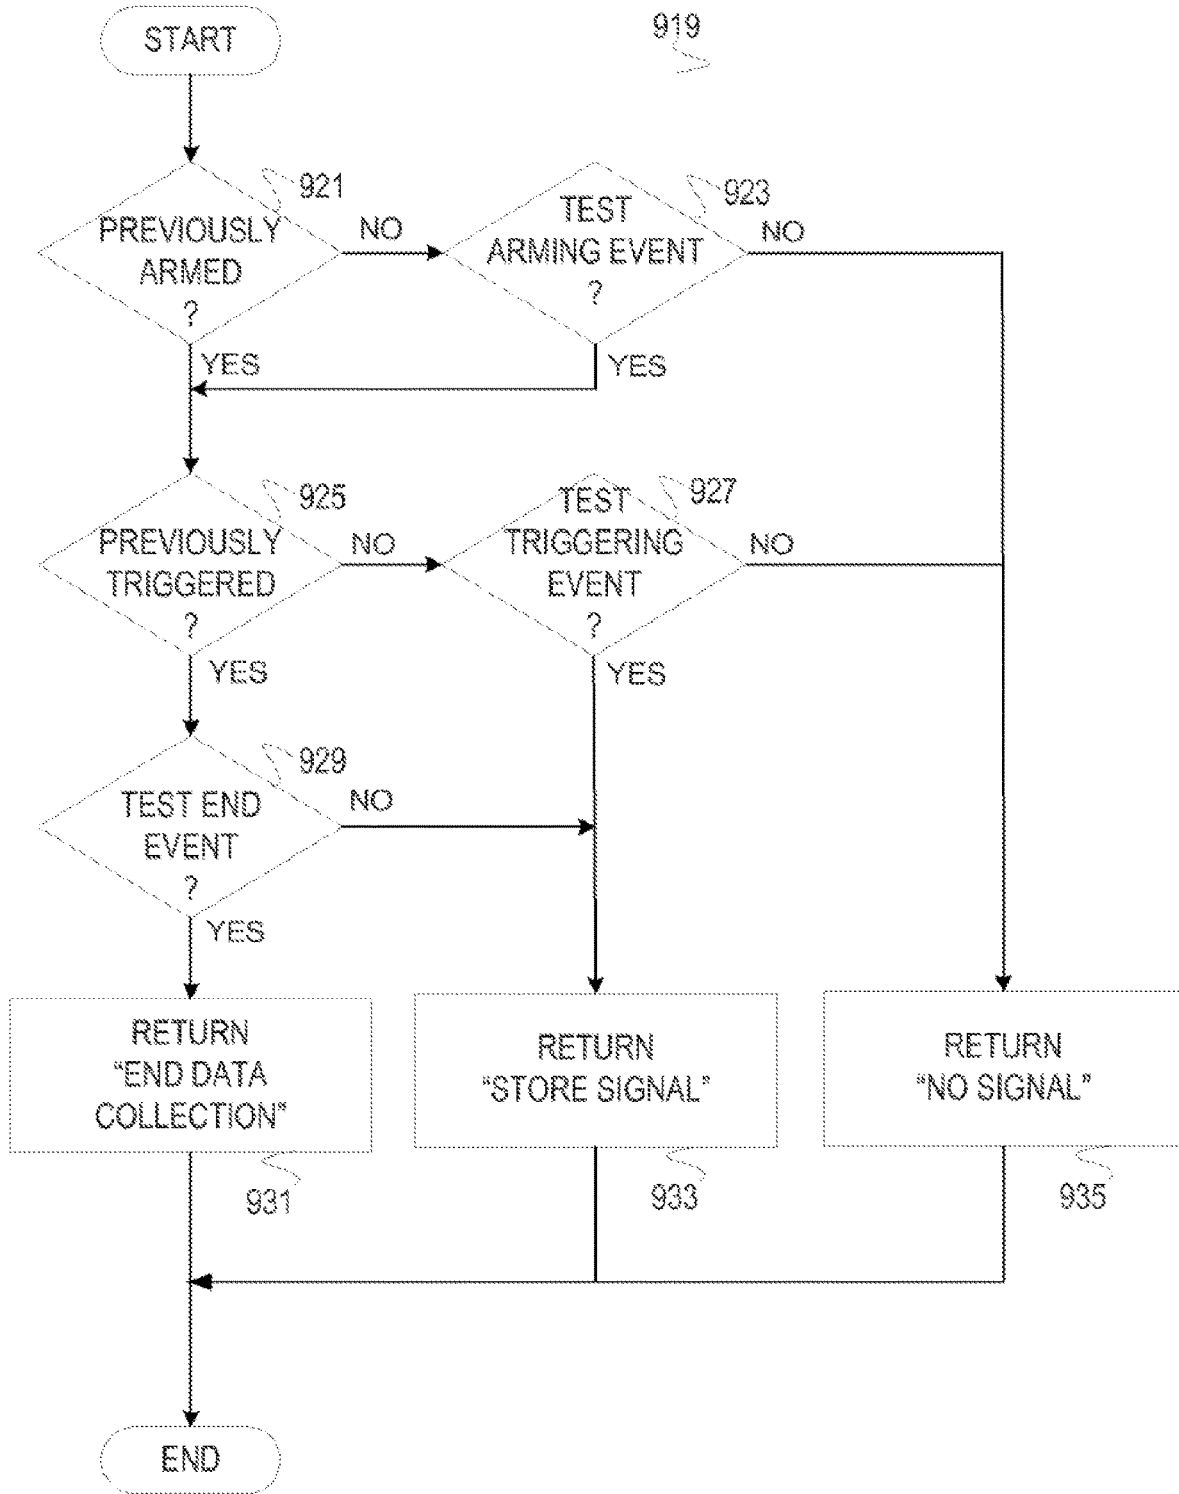 START
919
921
PREVIOUSLY
ARMED
?
NO
923
TEST
ARMING EVENT
?
NO
YES
YES
925
PREVIOUSLY
TRIGGERED
?
NO
927
TEST
TRIGGERING
EVENT
?
NO
YES
YES
929
TEST END
EVENT
?
NO
YES
RETURN
“END DATA
COLLECTION”
931
RETURN
“STORE SIGNAL”
933
RETURN
“NO SIGNAL”
935
END